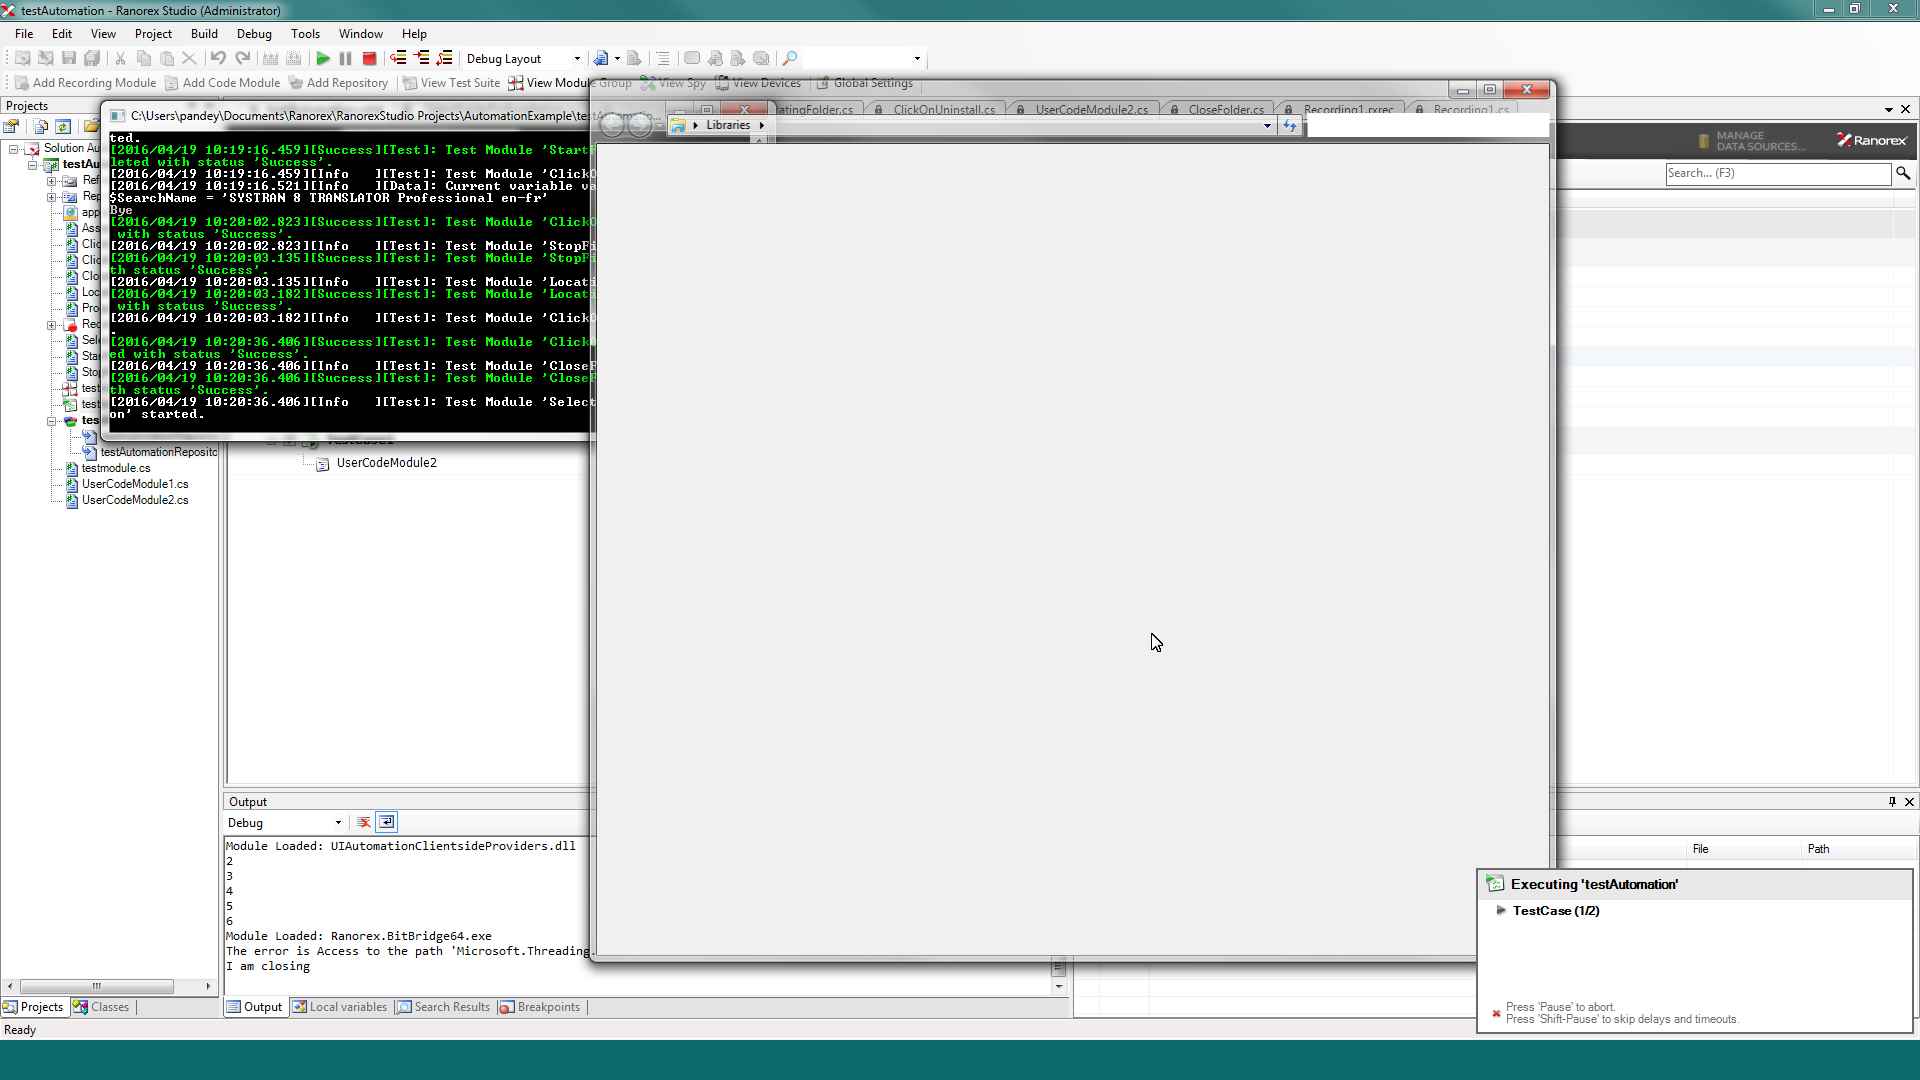 testAutomation - Ranorex Studio (Administrator)
File Edit View Project Build Debug Tools Window Help
Debug Layout
Add Recording Module Add Code Module Add Repository View Test Suite View Module Group View Spy View Devices Global Settings
Projects
C:\Users\pandey\Documents\Ranorex\RanorexStudio Projects\AutomationExample\
atingFolder.cs ClickOnUninstall.cs UserCodeModule2.cs CloseFolder.cs Recording1.rxrec Recording1.cs
Libraries
MANAGE
DATA SOURCES...
Ranorex
Search... (F3)
Solution Au
testAu
Ref
Rep
app
Ass
Clic
Clic
Clo
Loc
Pro
Rec
Sele
Star
Stop
test
test
tes
testAutomationReposito
testmodule.cs
UserCodeModule1.cs
UserCodeModule2.cs
ted.
[2016/04/19 10:19:16.459][Success][Test]: Test Module 'StartF
leted with status 'Success'.
[2016/04/19 10:19:16.459][Info   ][Test]: Test Module 'ClickO
[2016/04/19 10:19:16.521][Info   ][Data]: Current variable va
$SearchName = 'SYSTRAN 8 TRANSLATOR Professional en-fr'
Bye
[2016/04/19 10:20:02.823][Success][Test]: Test Module 'ClickO
 with status 'Success'.
[2016/04/19 10:20:02.823][Info   ][Test]: Test Module 'StopFi
[2016/04/19 10:20:03.135][Success][Test]: Test Module 'StopFi
th status 'Success'.
[2016/04/19 10:20:03.135][Info   ][Test]: Test Module 'Locati
[2016/04/19 10:20:03.182][Success][Test]: Test Module 'Locati
 with status 'Success'.
[2016/04/19 10:20:03.182][Info   ][Test]: Test Module 'ClickO
.
[2016/04/19 10:20:36.406][Success][Test]: Test Module 'ClickO
ed with status 'Success'.
[2016/04/19 10:20:36.406][Info   ][Test]: Test Module 'CloseF
[2016/04/19 10:20:36.406][Success][Test]: Test Module 'CloseF
th status 'Success'.
[2016/04/19 10:20:36.406][Info   ][Test]: Test Module 'Select
on' started.
UserCodeModule2
Output
Debug
Module Loaded: UIAutomationClientsideProviders.dll
2
3
4
5
6
Module Loaded: Ranorex.BitBridge64.exe
The error is Access to the path 'Microsoft.Threading.
I am closing
File Path
Executing 'testAutomation'
TestCase (1/2)
Press 'Pause' to abort.
Press 'Shift-Pause' to skip delays and timeouts.
Projects Classes
Output Local variables Search Results Breakpoints
Ready